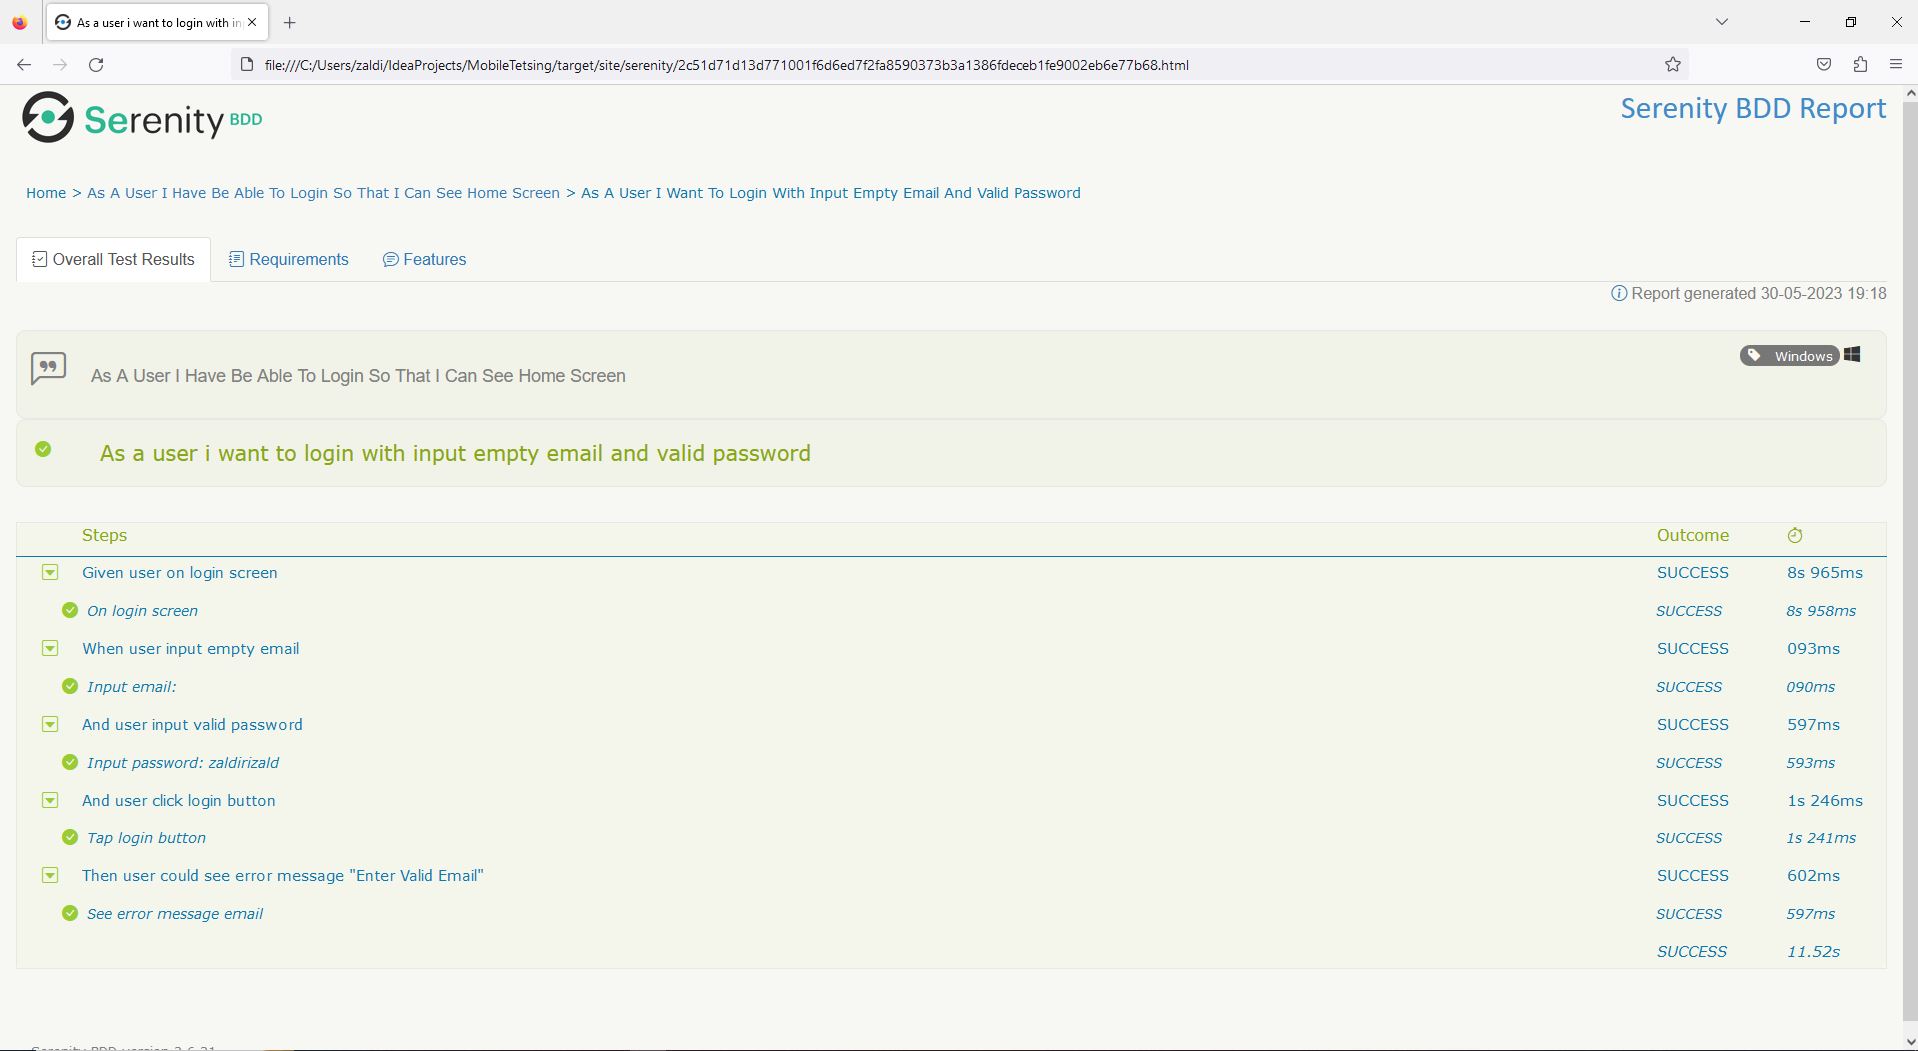 As a user i want to login with in
file:///C:/Users/zaldi/IdeaProjects/MobileTetsing/target/site/serenity/2c51d71d13d771001f6d6ed7f2fa8590373b3a1386fdeceb1fe9002eb6e77b68.html
Serenity BDD
Serenity BDD Report
Home > As A User I Have Be Able To Login So That I Can See Home Screen > As A User I Want To Login With Input Empty Email And Valid Password
Overall Test Results Requirements Features
Report generated 30-05-2023 19:18
Windows
As A User I Have Be Able To Login So That I Can See Home Screen
As a user i want to login with input empty email and valid password
Steps Outcome
Given user on login screen SUCCESS 8s 965ms
On login screen SUCCESS 8s 958ms
When user input empty email SUCCESS 093ms
Input email: SUCCESS 090ms
And user input valid password SUCCESS 597ms
Input password: zaldirizald SUCCESS 593ms
And user click login button SUCCESS 1s 246ms
Tap login button SUCCESS 1s 241ms
Then user could see error message "Enter Valid Email" SUCCESS 602ms
See error message email SUCCESS 597ms
SUCCESS 11.52s
Serenity BDD version